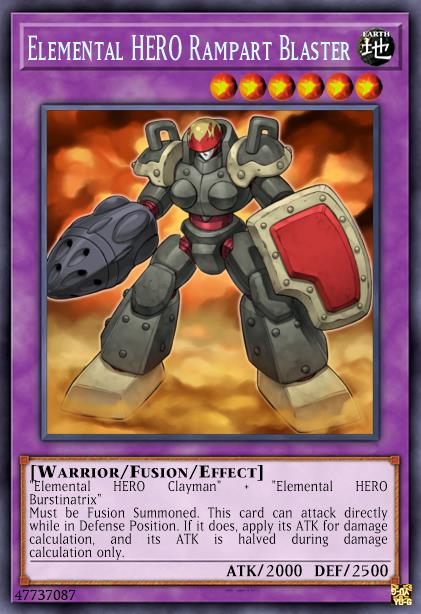 ELEMENTAL HERO RAMPART BLASTER
EARTH
地
[WARRIOR/FUSION/EFFECT]
"Elemental HERO Clayman" + "Elemental HERO
Burstinatrix"
Must be Fusion Summoned. This card can attack directly
while in Defense Position. If it does, apply its ATK for damage
calculation, and its ATK is halved during damage
calculation only.
ATK/2000 DEF/2500
47737087